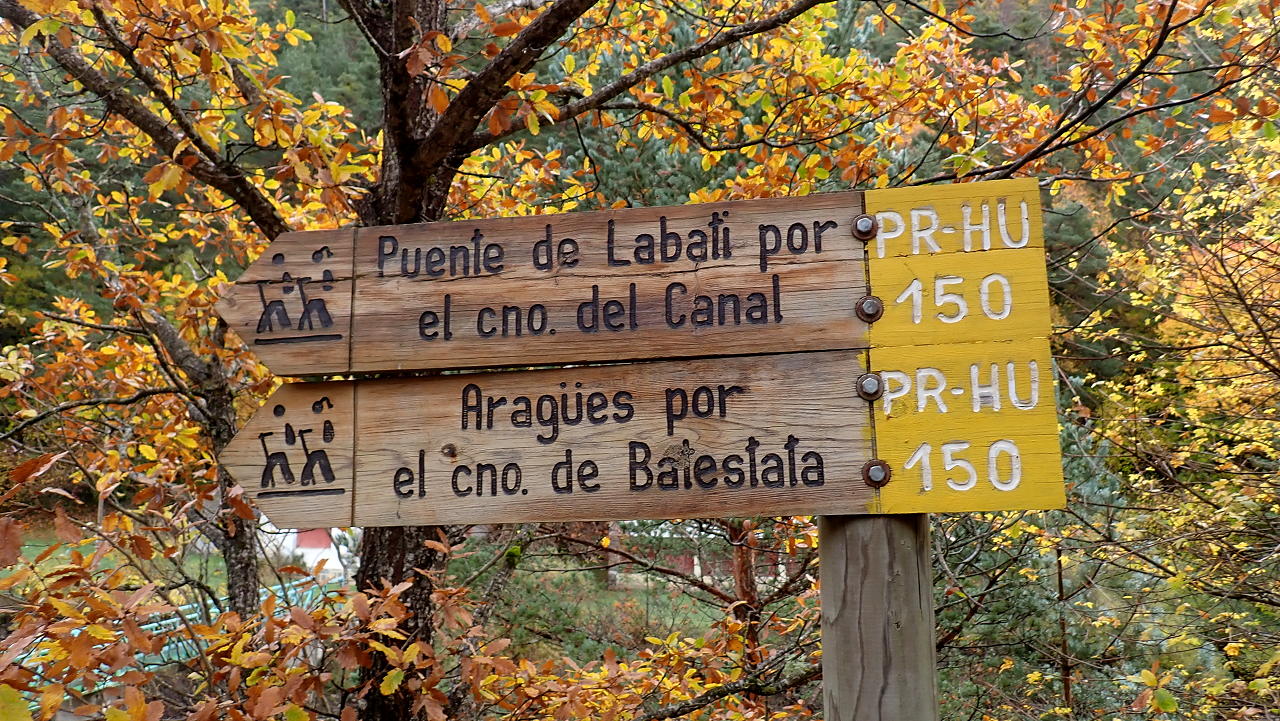 Puente de Labati por
el cno. del Canal
PR-HU
150
Aragües por
el cno. de Batestata
PR-HU
150